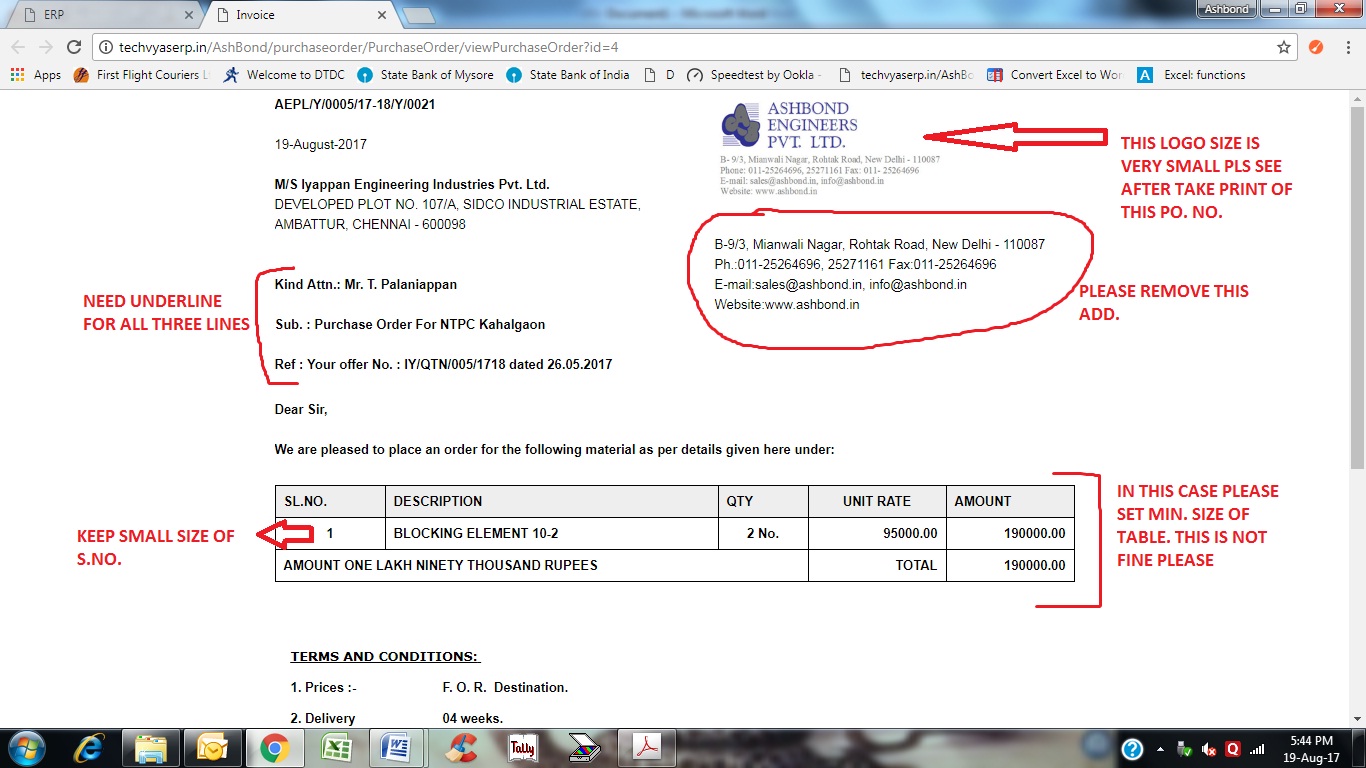 Document1 - Microsoft Word
Ashbond
ERP
Invoice
techvyaserp.in/AshBond/purchaseorder/PurchaseOrder/viewPurchaseOrder?id=4
Apps First Flight Couriers L Welcome to DTDC State Bank of Mysore State Bank of India D Speedtest by Ookla - techvyaserp.in/AshBo Convert Excel to Wor A Excel: functions
AEPL/Y/0005/17-18/Y/0021
19-August-2017
M/S Iyappan Engineering Industries Pvt. Ltd.
DEVELOPED PLOT NO. 107/A, SIDCO INDUSTRIAL ESTATE,
AMBATTUR, CHENNAI - 600098
ASHBOND
ENGINEERS
PVT. LTD.
B- 9/3, Mianwali Nagar, Rohtak Road, New Delhi - 110087
Phone: 011-25264696, 25271161 Fax: 011- 25264696
E-mail: sales@ashbond.in, info@ashbond.in
Website: www.ashbond.in
THIS LOGO SIZE IS
VERY SMALL PLS SEE
AFTER TAKE PRINT OF
THIS PO. NO.
B-9/3, Mianwali Nagar, Rohtak Road, New Delhi - 110087
Ph.:011-25264696, 25271161 Fax:011-25264696
E-mail:sales@ashbond.in, info@ashbond.in
Website:www.ashbond.in
PLEASE REMOVE THIS
ADD.
NEED UNDERLINE
FOR ALL THREE LINES
Kind Attn.: Mr. T. Palaniappan
Sub. : Purchase Order For NTPC Kahalgaon
Ref : Your offer No. : IY/QTN/005/1718 dated 26.05.2017
Dear Sir,
We are pleased to place an order for the following material as per details given here under:
SL.NO. DESCRIPTION QTY UNIT RATE AMOUNT
1 BLOCKING ELEMENT 10-2 2 No. 95000.00 190000.00
AMOUNT ONE LAKH NINETY THOUSAND RUPEES TOTAL 190000.00
KEEP SMALL SIZE OF
S.NO.
IN THIS CASE PLEASE
SET MIN. SIZE OF
TABLE. THIS IS NOT
FINE PLEASE
TERMS AND CONDITIONS:
1. Prices :- F. O. R. Destination.
2. Delivery 04 weeks.
Tally
5:44 PM
19-Aug-17